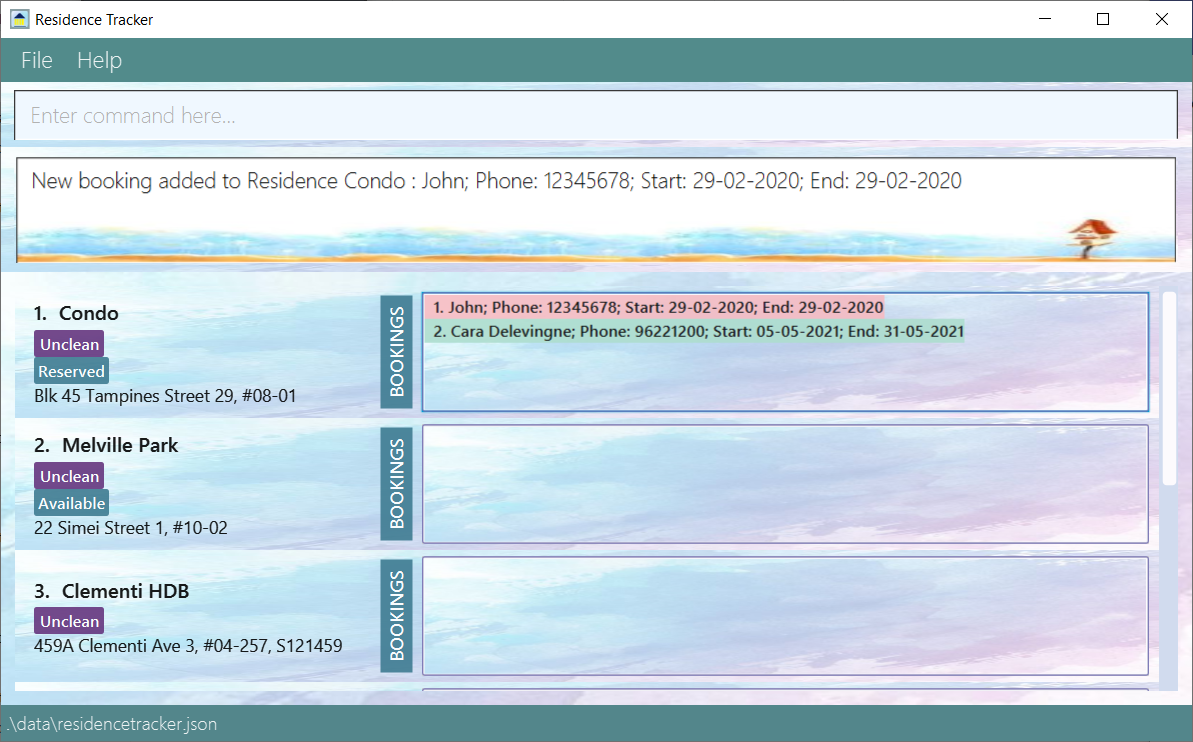 Residence Tracker
File Help
Enter command here...
New booking added to Residence Condo : John; Phone: 12345678; Start: 29-02-2020; End: 29-02-2020
1. Condo
Unclean
Reserved
Blk 45 Tampines Street 29, #08-01
BOOKINGS
1. John; Phone: 12345678; Start: 29-02-2020; End: 29-02-2020
2. Cara Delevingne; Phone: 96221200; Start: 05-05-2021; End: 31-05-2021
2. Melville Park
Unclean
Available
22 Simei Street 1, #10-02
BOOKINGS
3. Clementi HDB
Unclean
459A Clementi Ave 3, #04-257, S121459
BOOKINGS
.\data\residencetracker.json